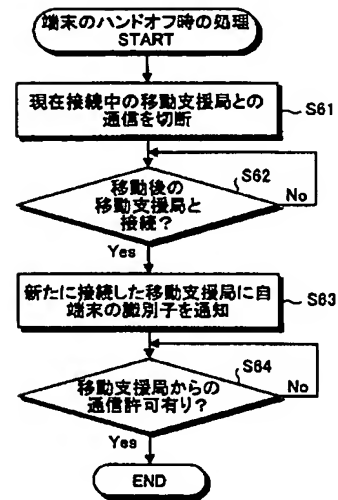 端末のハンドオフ時の処理
START
現在接続中の移動支援局との
通信を切断
S61
移動後の
移動支援局と
接続?
S62
No
Yes
新たに接続した移動支援局に自
端末の識別子を通知
S63
移動支援局からの
通信許可有り?
S64
No
Yes
END